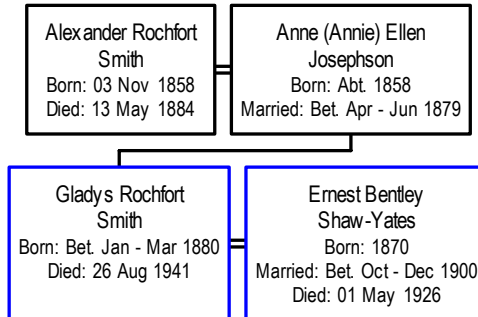 Alexander Rochfort
Smith
Born: 03 Nov 1858
Died: 13 May 1884
Anne (Annie) Ellen
Josephson
Born: Abt. 1858
Married: Bet. Apr - Jun 1879
Gladys Rochfort
Smith
Born: Bet. Jan - Mar 1880
Died: 26 Aug 1941
Ernest Bentley
Shaw-Yates
Born: 1870
Married: Bet. Oct - Dec 1900
Died: 01 May 1926